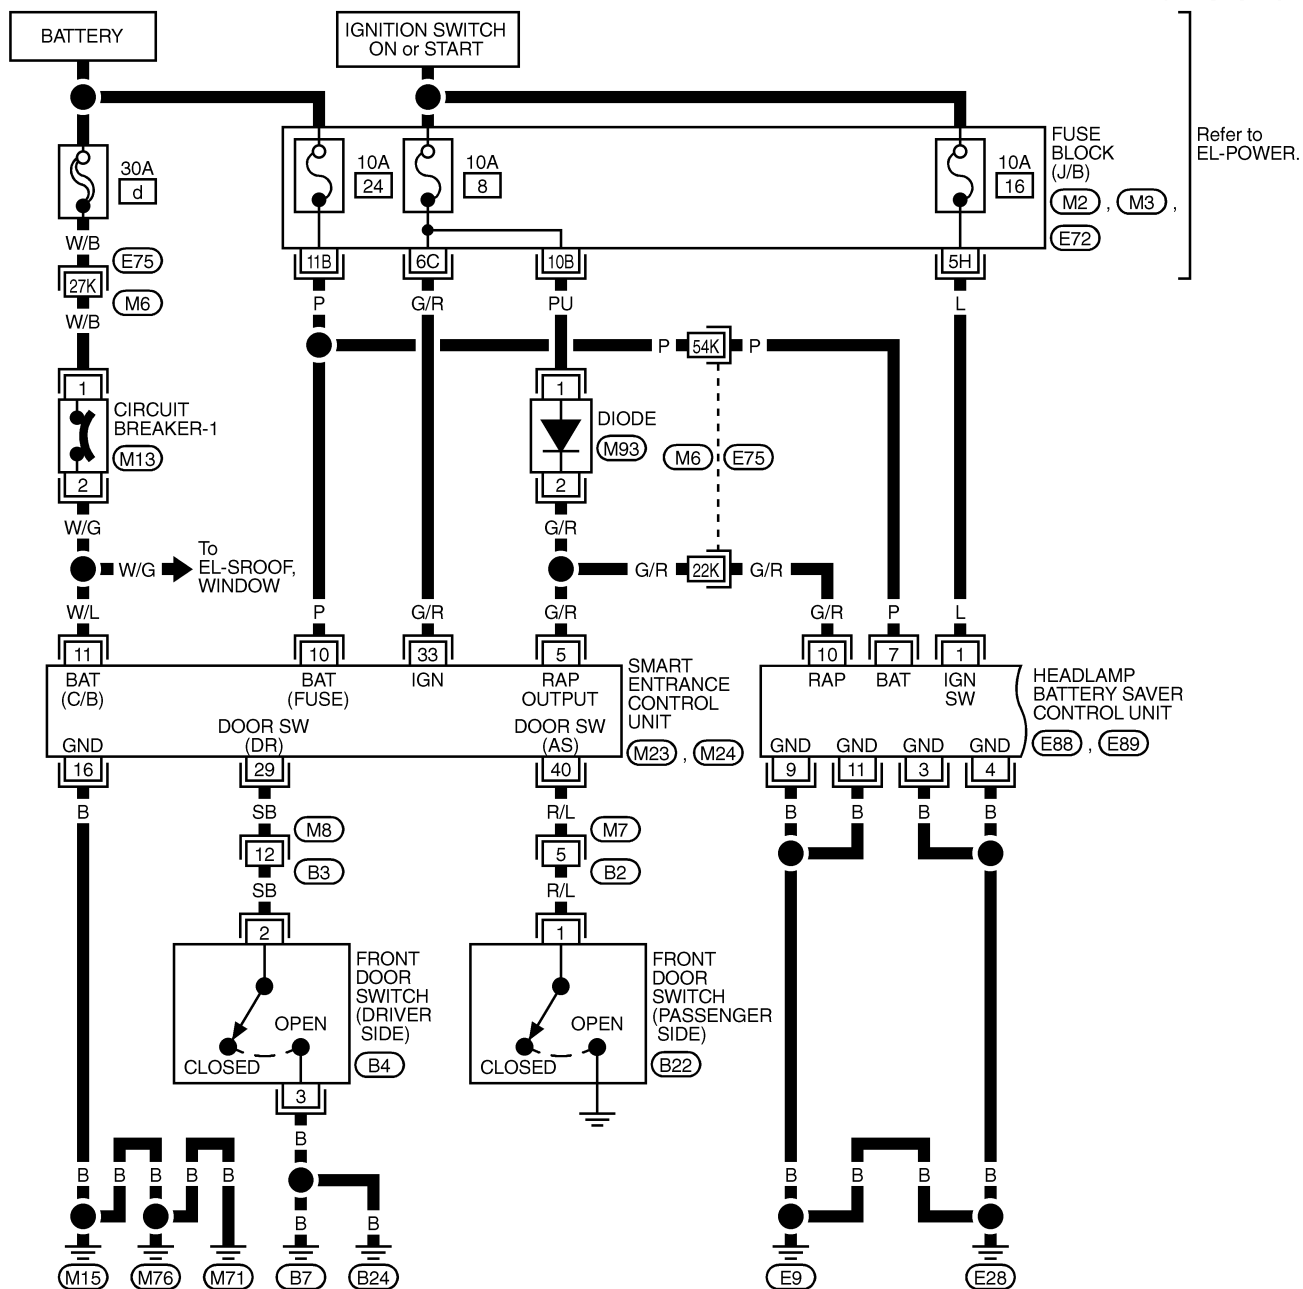 BATTERY
IGNITION SWITCH
ON or START
30A
d
10A
24
10A
8
10A
16
FUSE
BLOCK
(J/B)
M2 , M3 ,
E72
Refer to
EL-POWER.
W/B
E75
27K
M6
W/B
11B
6C
10B
5H
P
G/R
PU
L
P
54K
P
1
CIRCUIT
BREAKER-1
M13
2
1
DIODE
M93
2
M6
E75
W/G
G/R
W/G
To
EL-SROOF,
WINDOW
G/R
22K
G/R
W/L
P
G/R
G/R
G/R
P
L
11
10
33
5
10
7
1
BAT
(C/B)
BAT
(FUSE)
IGN
RAP
OUTPUT
SMART
ENTRANCE
CONTROL
UNIT
M23 , M24
RAP
BAT
IGN
SW
HEADLAMP
BATTERY SAVER
CONTROL UNIT
E88 , E89
GND
DOOR SW
(DR)
DOOR SW
(AS)
GND
GND
GND
GND
16
29
40
9
11
3
4
B
SB
R/L
B
B
B
B
M8
12
B3
M7
5
B2
SB
R/L
2
1
FRONT
DOOR
SWITCH
(DRIVER
SIDE)
B4
OPEN
CLOSED
FRONT
DOOR
SWITCH
(PASSENGER
SIDE)
B22
OPEN
CLOSED
3
B
B
B
B
B
B
B
B
B
B
B
B
M15
M76
M71
B7
B24
E9
E28